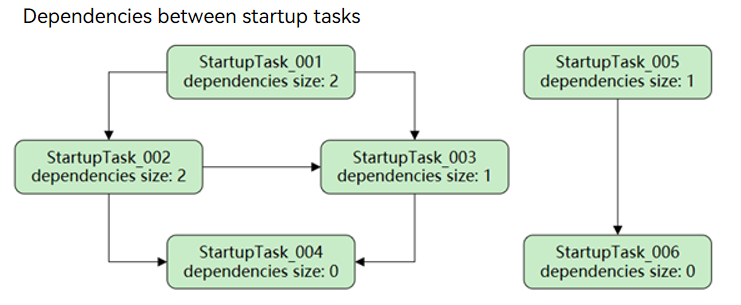 Dependencies between startup tasks
StartupTask_001
dependencies size: 2
StartupTask_005
dependencies size: 1
StartupTask_002
dependencies size: 2
StartupTask_003
dependencies size: 1
StartupTask_004
dependencies size: 0
StartupTask_006
dependencies size: 0